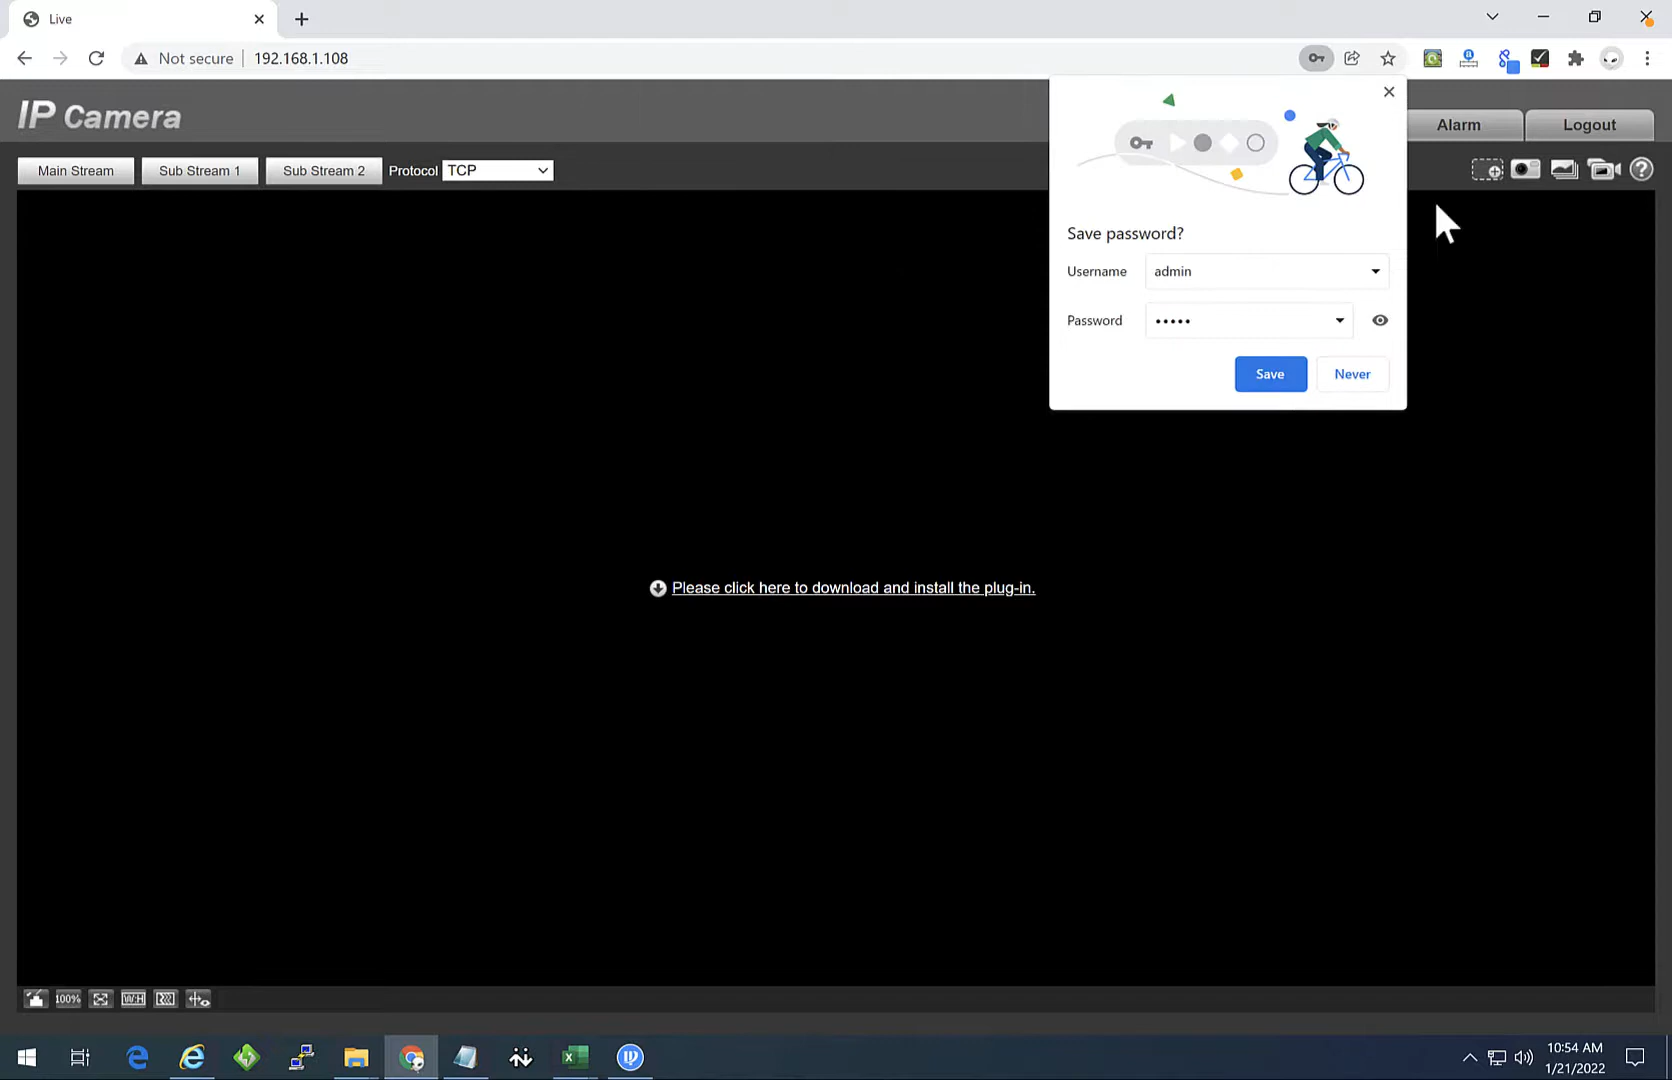 Live
Not secure
192.168.1.108
IP Camera
Alarm
Logout
Main Stream
Sub Stream 1
Sub Stream 2
Protocol
TCP
Save password?
Username
admin
Password
•••••
Save
Never
Please click here to download and install the plug-in.
100%
W:H
10:54 AM
1/21/2022